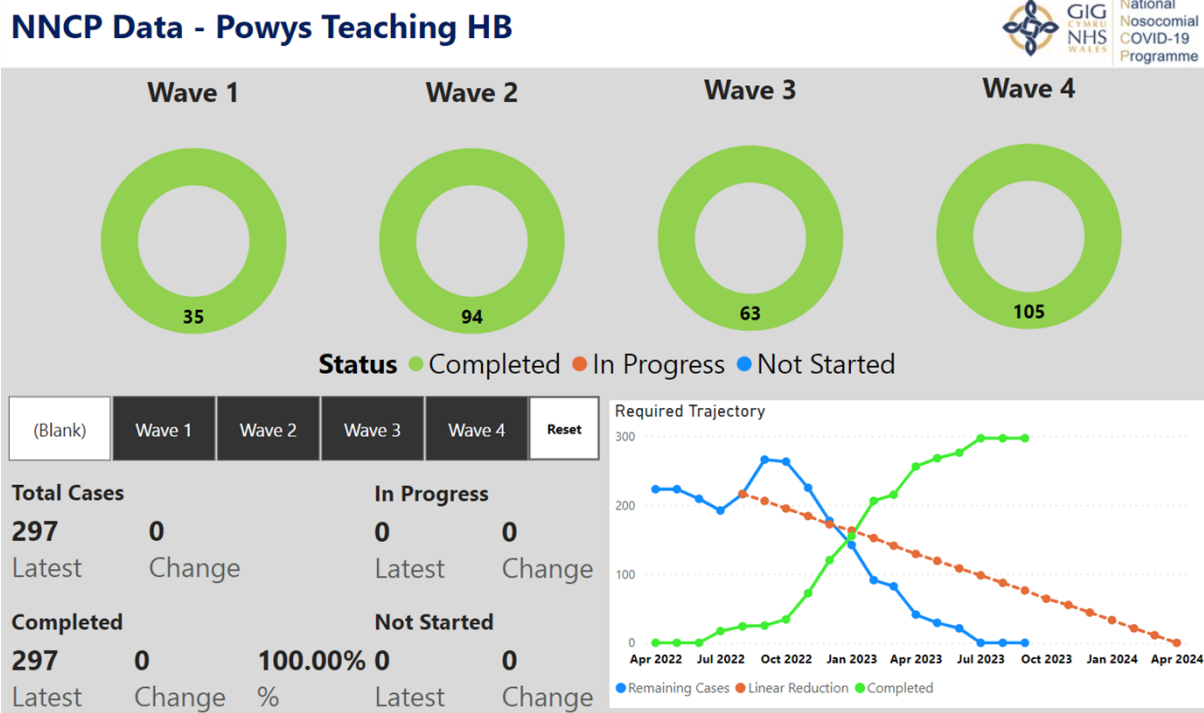 NNCP Data - Powys Teaching HB
GIG
CYMRU
NHS
WALES
National
Nosocomial
COVID-19
Programme
Wave 1
Wave 2
Wave 3
Wave 4
35
94
63
105
Status Completed In Progress Not Started
(Blank)
Wave 1
Wave 2
Wave 3
Wave 4
Reset
Total Cases
297 0
Latest Change
In Progress
0 0
Latest Change
Completed
297 0 100.00%
Latest Change %
Not Started
0 0
Latest Change
Required Trajectory
300
200
100
0
Apr 2022 Jul 2022 Oct 2022 Jan 2023 Apr 2023 Jul 2023 Oct 2023 Jan 2024 Apr 2024
Remaining Cases Linear Reduction Completed